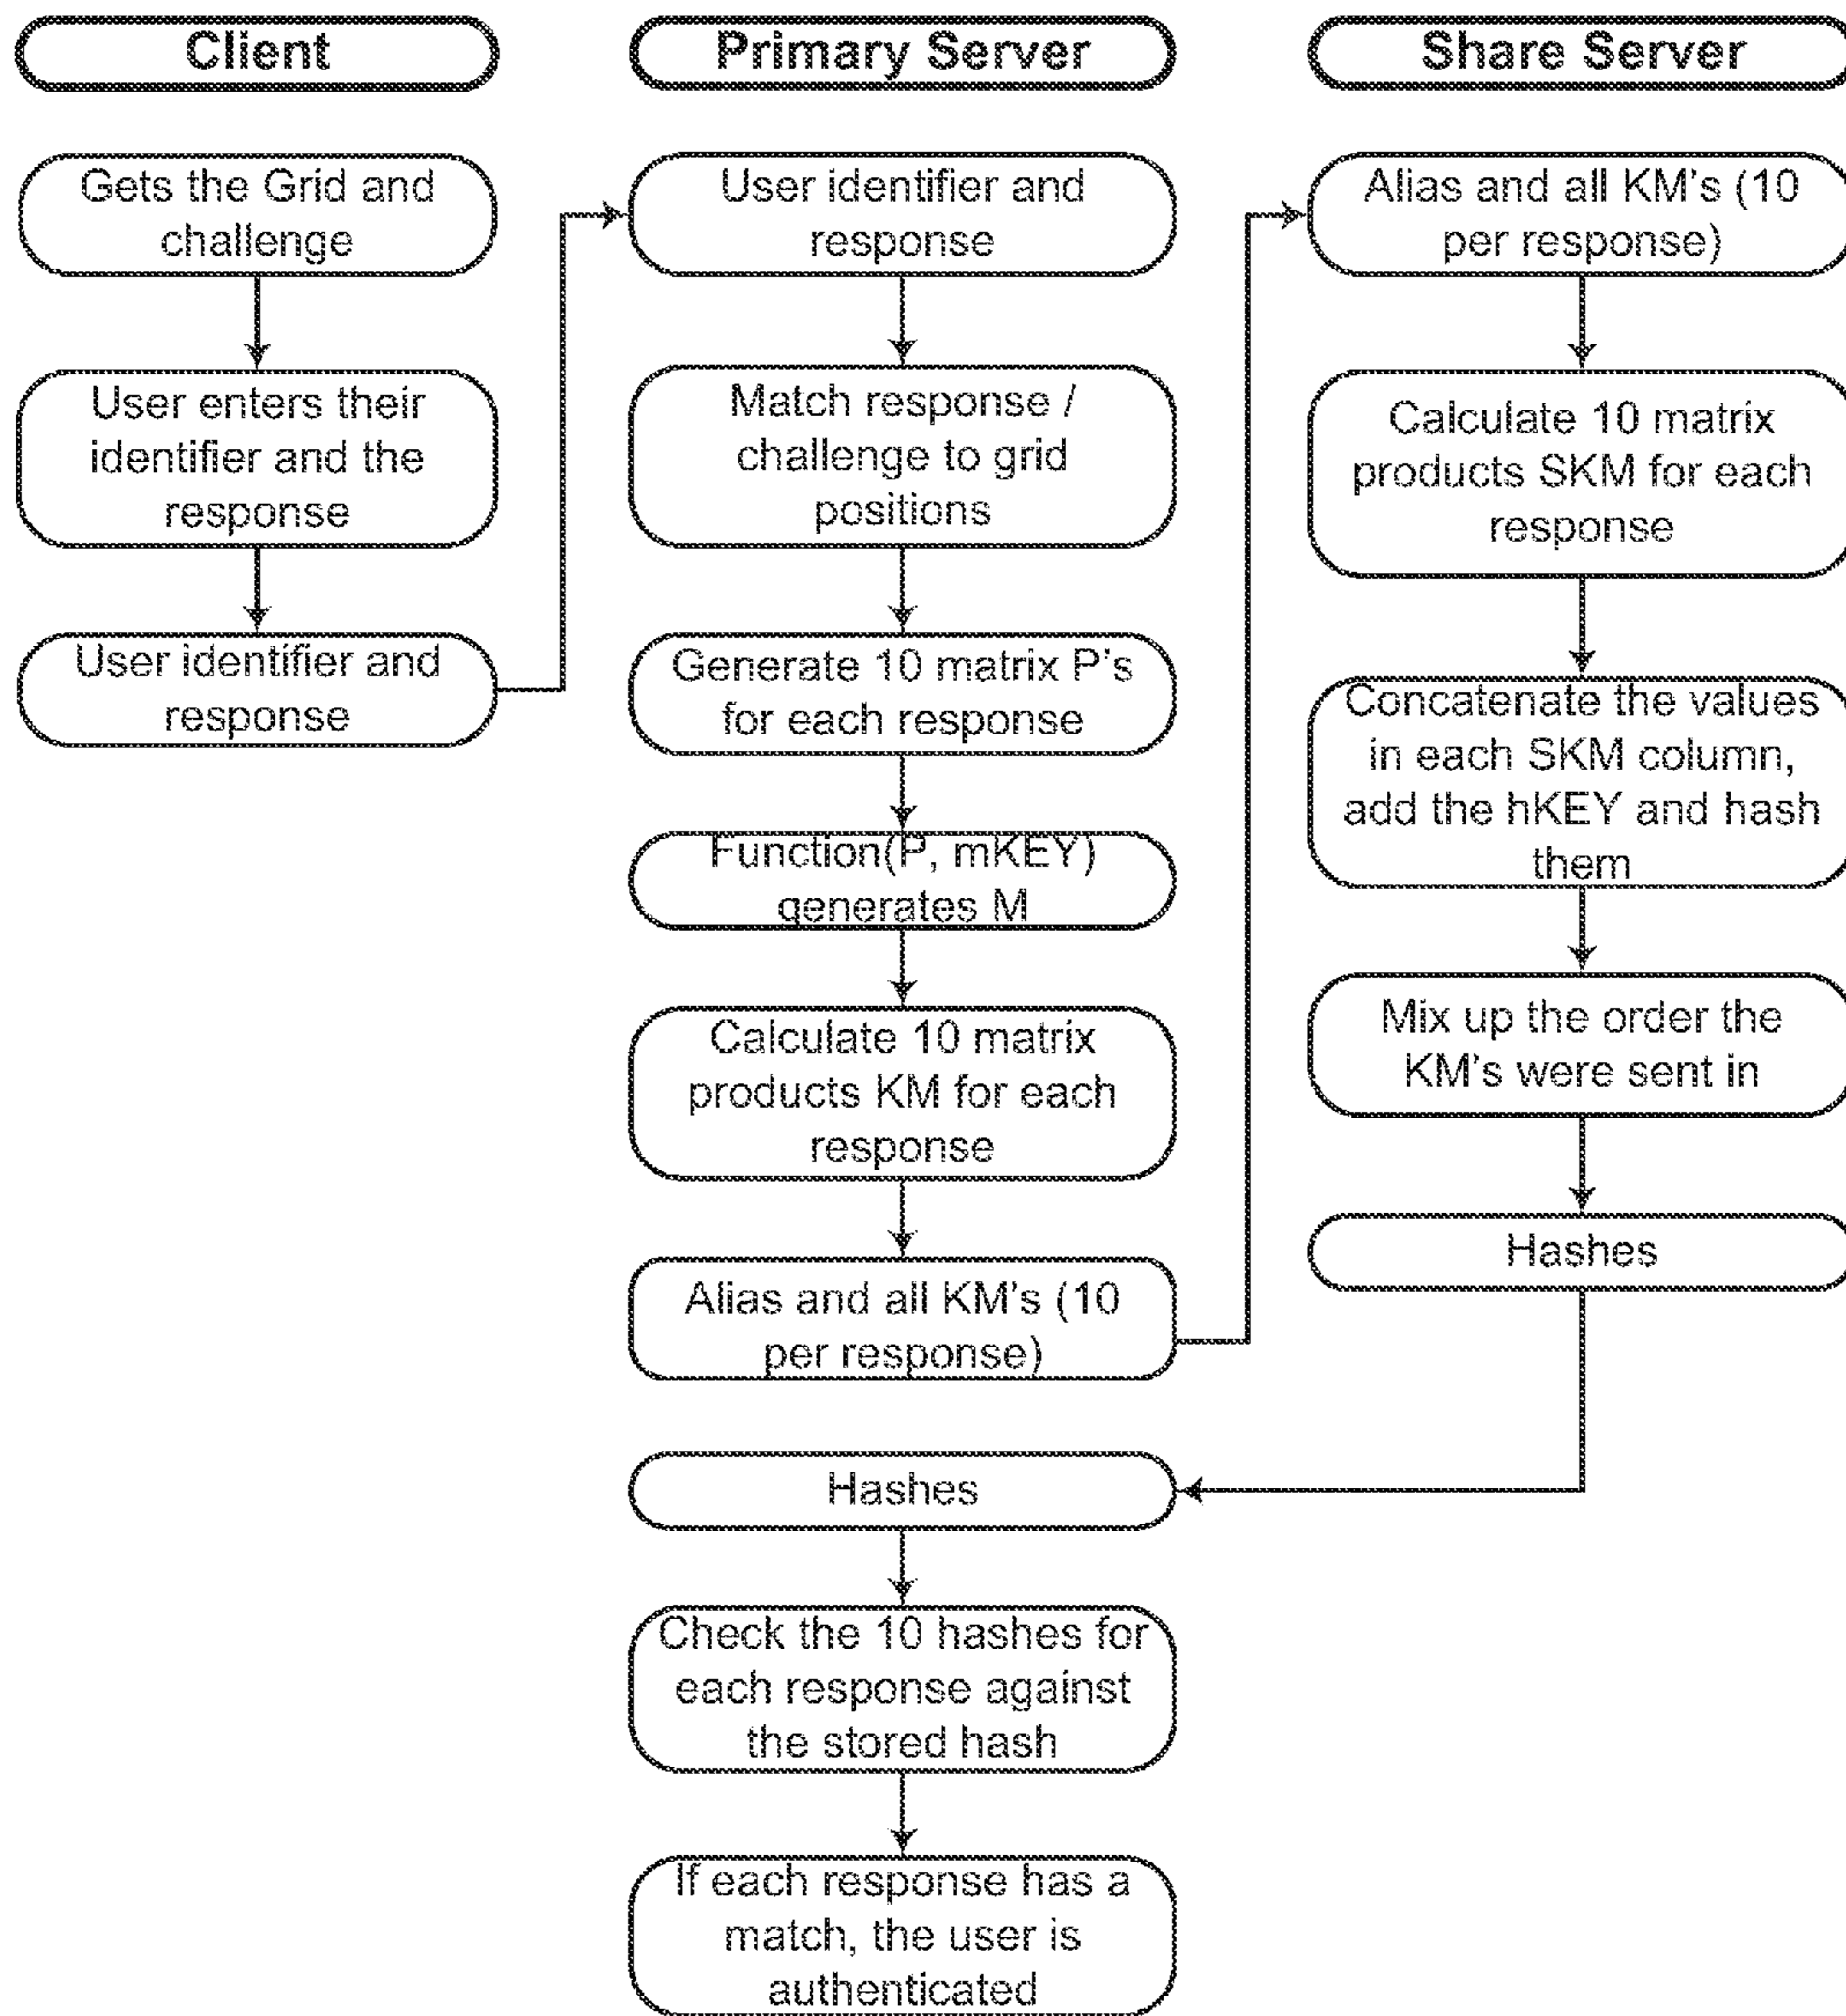 Client
Gets the Grid and
challenge
User enters their
identifier and the
response
User identifier and
response
Primary Server
User identifier and
response
Match response /
challenge to grid
positions
Generate 10 matrix P's
for each response
Function(P, mKEY)
generates M
Calculate 10 matrix
products KM for each
response
Alias and all KM's (10
per response)
Share Server
Alias and all KM's (10
per response)
Calculate 10 matrix
products SKM for each
response
Concatenate the values
in each SKM column,
add the hKEY and hash
them
Mix up the order the
KM's were sent in
Hashes
Hashes
Check the 10 hashes for
each response against
the stored hash
If each response has a
match, the user is
authenticated